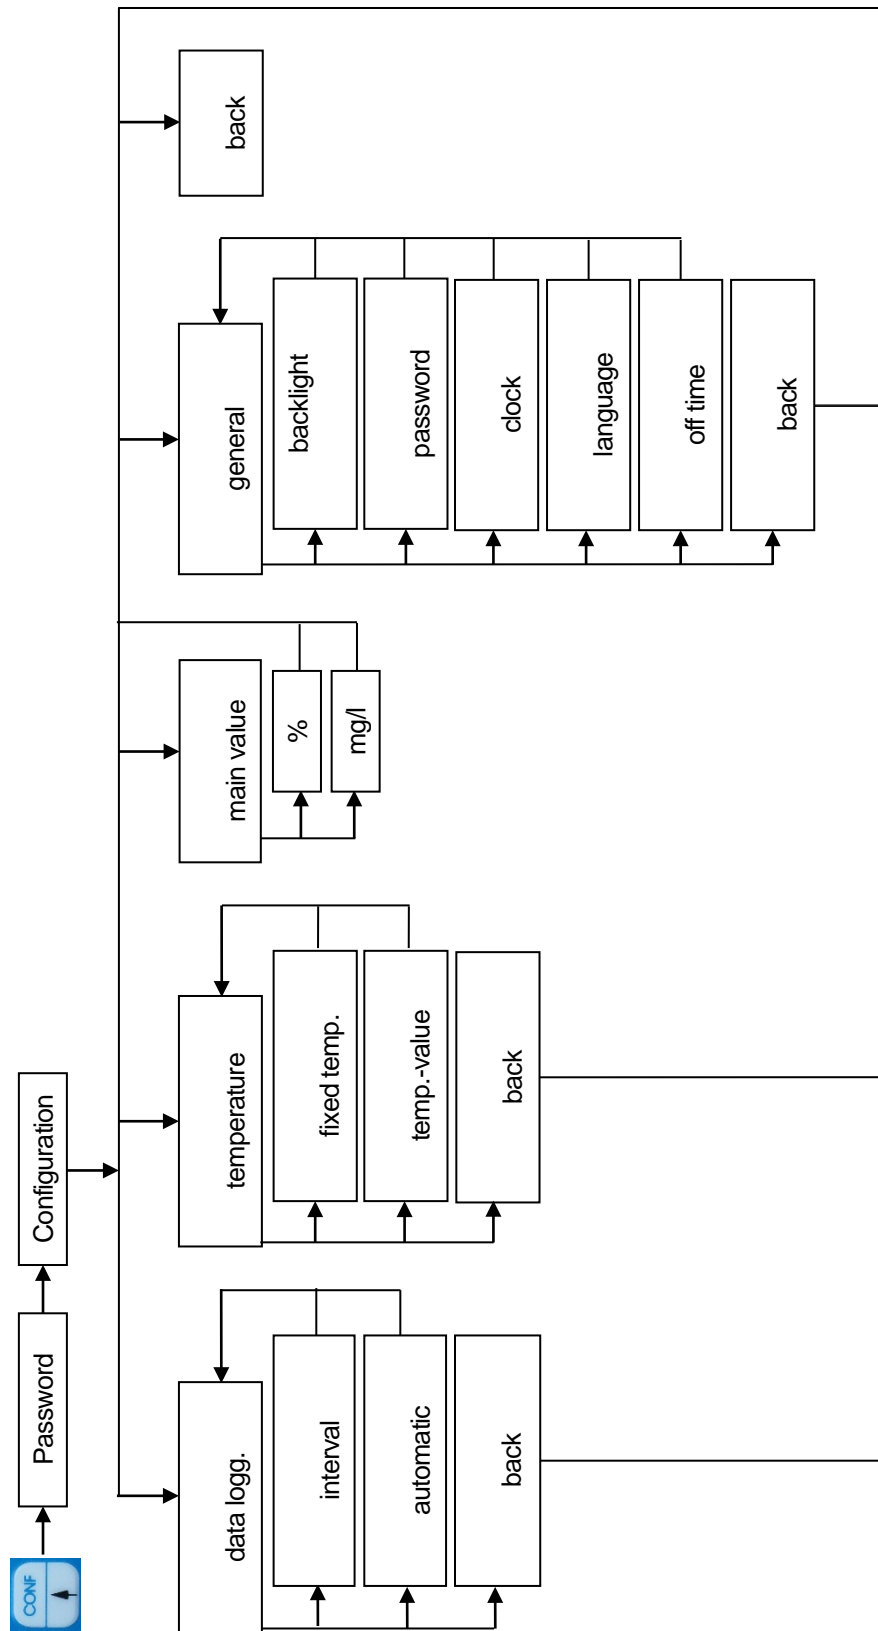 CONF
Password
Configuration
data logg.
interval
automatic
back
temperature
fixed temp.
temp.-value
back
main value
%
mg/l
general
backlight
password
clock
language
off time
back
back